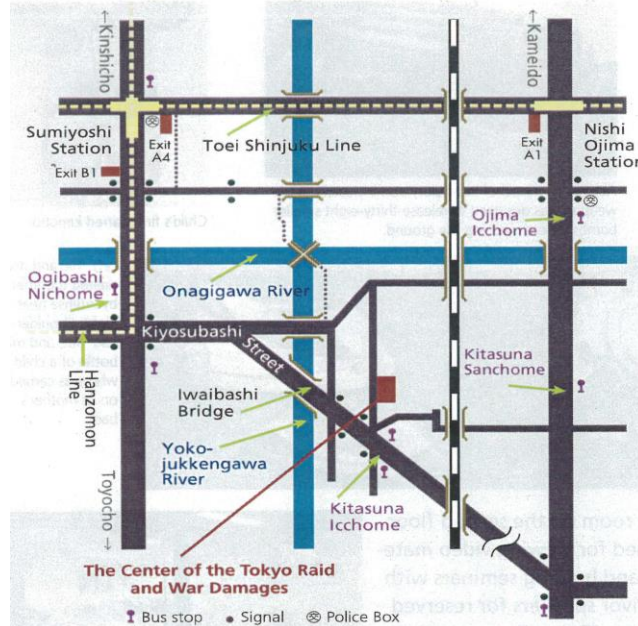 ←Kinshicho
←Kameido
Sumiyoshi
Station
Exit
A4
Toei Shinjuku Line
Exit
A1
Nishi
Ojima
Station
Exit B1
Ojima
Icchome
Ogibashi
Nichome
Onagigawa River
Kiyosubashi
Street
Hanzomon
Line
Iwaibashi
Bridge
Kitasuna
Sanchome
Yoko-
jukkengawa
River
Toyocho→
Kitasuna
Icchome
The Center of the Tokyo Raid
and War Damages
Bus stop
Signal
Police Box